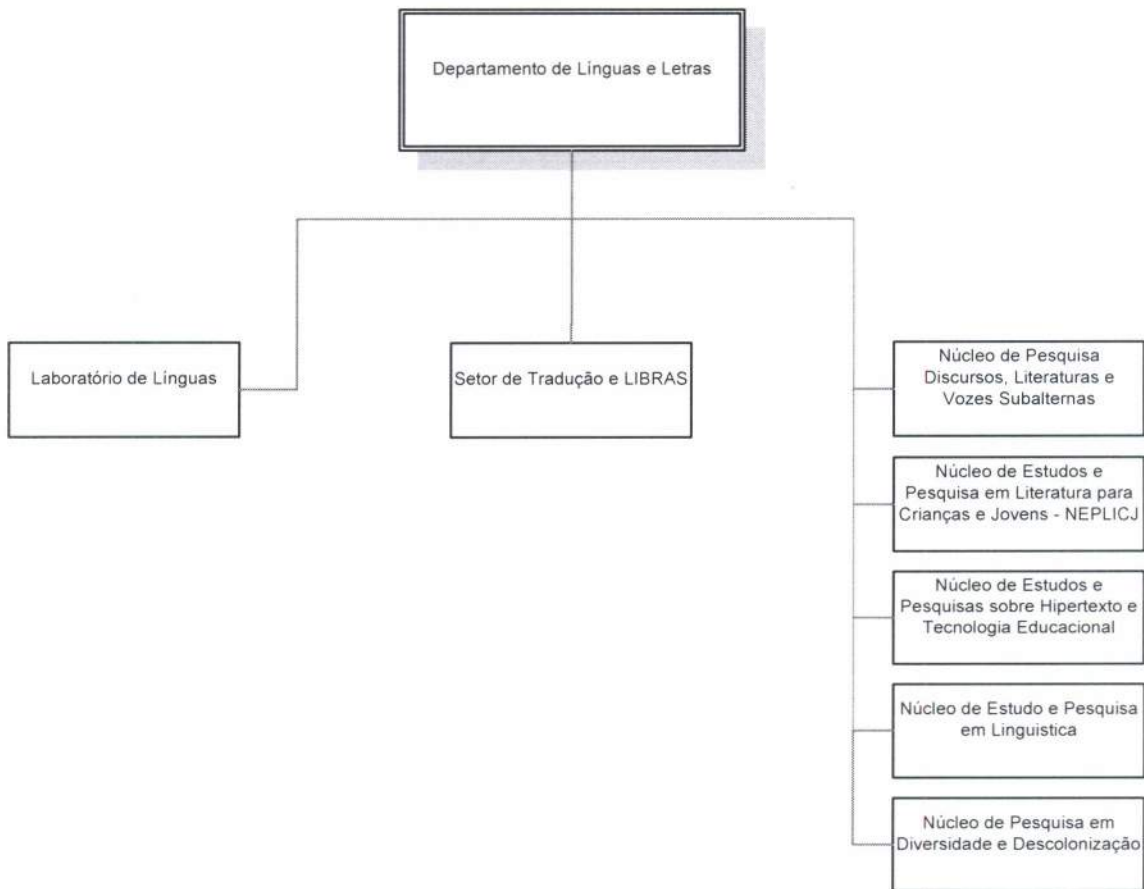 Departamento de Línguas e Letras
Laboratório de Línguas
Setor de Tradução e LIBRAS
Núcleo de Pesquisa
Discursos, Literaturas e
Vozes Subalternas
Núcleo de Estudos e
Pesquisa em Literatura para
Crianças e Jovens - NEPLICJ
Núcleo de Estudos e
Pesquisas sobre Hipertexto e
Tecnologia Educacional
Núcleo de Estudo e Pesquisa
em Linguistica
Núcleo de Pesquisa em
Diversidade e Descolonização